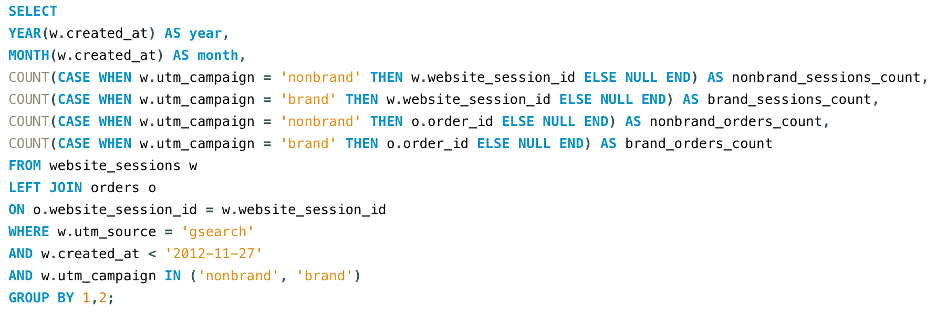 SELECT
YEAR(w.created_at) AS year,
MONTH(w.created_at) AS month,
COUNT(CASE WHEN w.utm_campaign = 'nonbrand' THEN w.website_session_id ELSE NULL END) AS nonbrand_sessions_count,
COUNT(CASE WHEN w.utm_campaign = 'brand' THEN w.website_session_id ELSE NULL END) AS brand_sessions_count,
COUNT(CASE WHEN w.utm_campaign = 'nonbrand' THEN o.order_id ELSE NULL END) AS nonbrand_orders_count,
COUNT(CASE WHEN w.utm_campaign = 'brand' THEN o.order_id ELSE NULL END) AS brand_orders_count
FROM website_sessions w
LEFT JOIN orders o
ON o.website_session_id = w.website_session_id
WHERE w.utm_source = 'gsearch'
AND w.created_at < '2012-11-27'
AND w.utm_campaign IN ('nonbrand', 'brand')
GROUP BY 1,2;